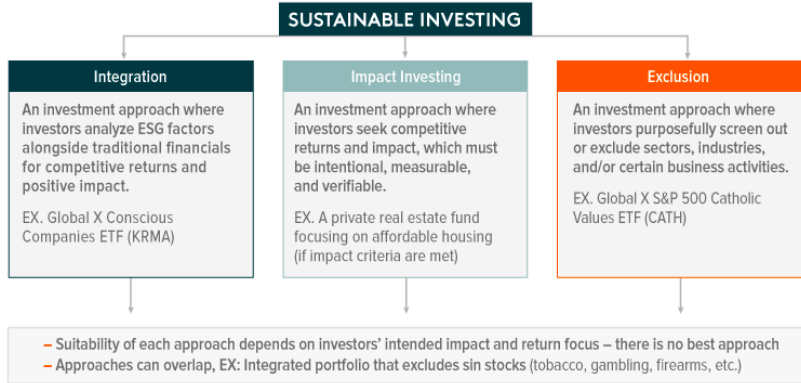 SUSTAINABLE INVESTING
Integration
An investment approach where
investors analyze ESG factors
alongside traditional financials
for competitive returns and
positive impact.
EX. Global X Conscious
Companies ETF (KRMA)
Impact Investing
An investment approach where
investors seek competitive
returns and impact, which must
be intentional, measurable,
and verifiable.
EX. A private real estate fund
focusing on affordable housing
(if impact criteria are met)
Exclusion
An investment approach where
investors purposefully screen out
or exclude sectors, industries,
and/or certain business activities.
EX. Global X S&P 500 Catholic
Values ETF (CATH)
– Suitability of each approach depends on investors' intended impact and return focus – there is no best approach
– Approaches can overlap, EX: Integrated portfolio that excludes sin stocks (tobacco, gambling, firearms, etc.)